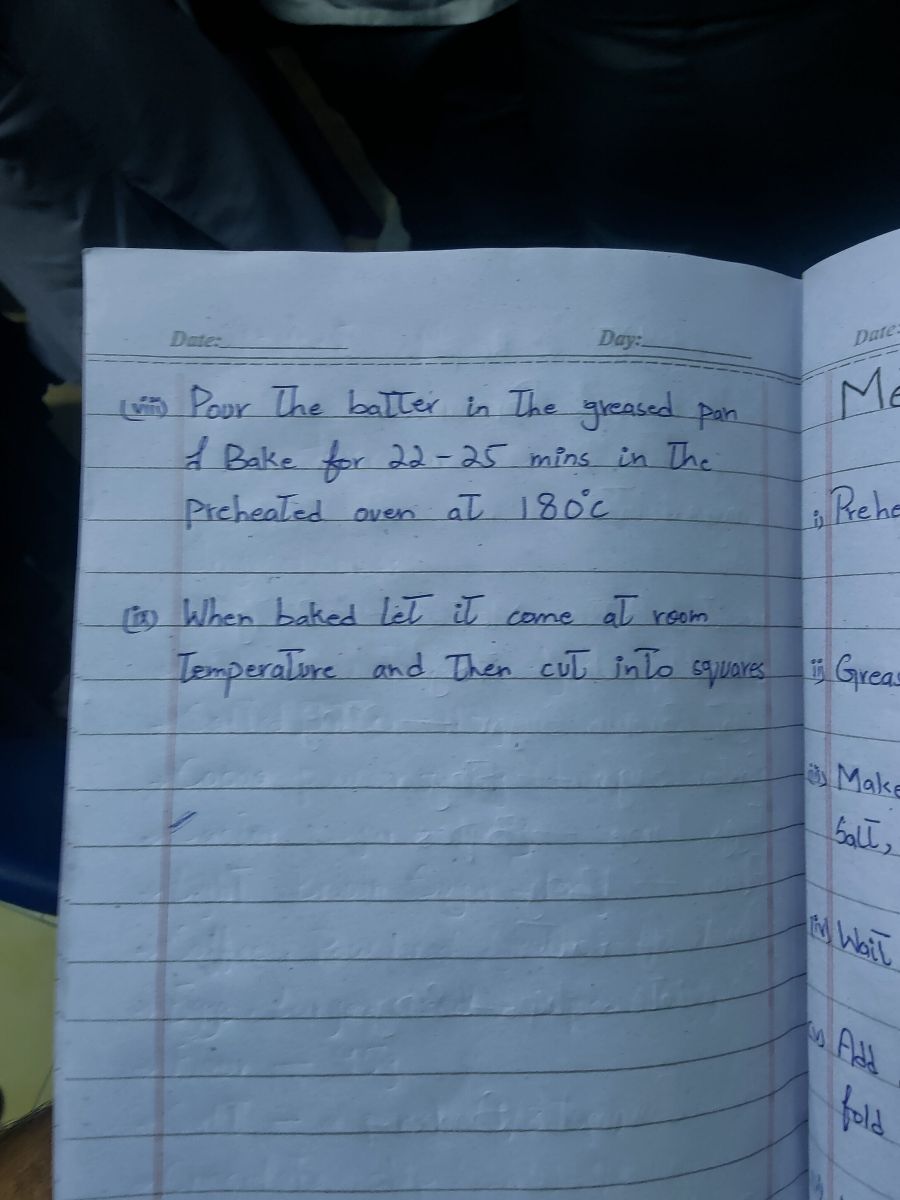 Date:
Day:
(viii) Pour the batter in the greased pan
& Bake for 22-25 mins in the
Preheated oven at 180°c
(ix) When baked let it come at room
temperature and then cut into squares
Date:
i) Prehe
ii) Greas
iii) Make
Salt,
iv) Wait
(v) Add
fold